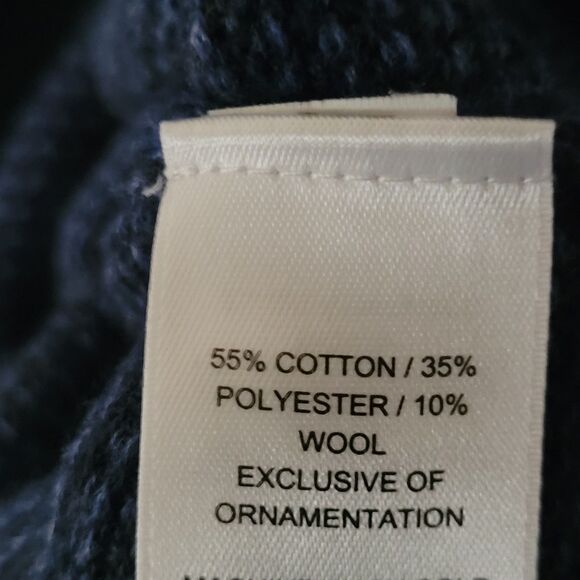 55% COTTON / 35%
POLYESTER / 10%
WOOL
EXCLUSIVE OF
ORNAMENTATION